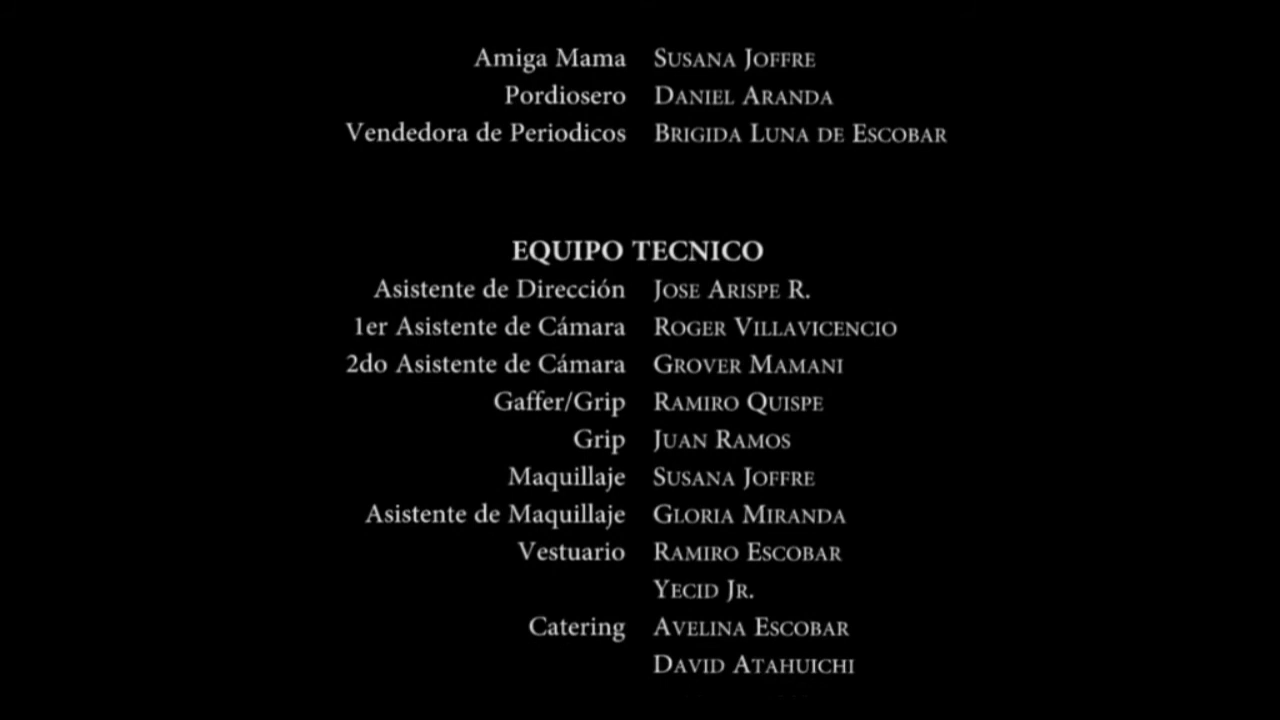 Amiga Mama SUSANA JOFFRE
Pordiosero DANIEL ARANDA
Vendedora de Periodicos BRIGIDA LUNA DE ESCOBAR
EQUIPO TECNICO
Asistente de Dirección JOSE ARISPE R.
1er Asistente de Cámara ROGER VILLAVICENCIO
2do Asistente de Cámara GROVER MAMANI
Gaffer/Grip RAMIRO QUISPE
Grip JUAN RAMOS
Maquillaje SUSANA JOFFRE
Asistente de Maquillaje GLORIA MIRANDA
Vestuario RAMIRO ESCOBAR
YECID JR.
Catering AVELINA ESCOBAR
DAVID ATAHUICHI